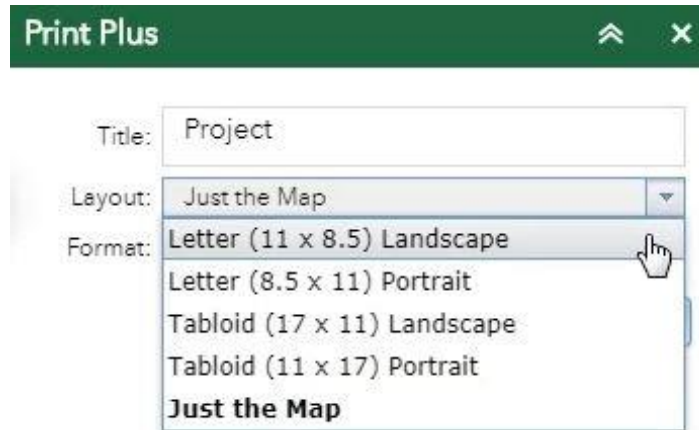 Print Plus
Title: Project
Layout: Just the Map
Format: Letter (11 x 8.5) Landscape
Letter (8.5 x 11) Portrait
Tabloid (17 x 11) Landscape
Tabloid (11 x 17) Portrait
Just the Map